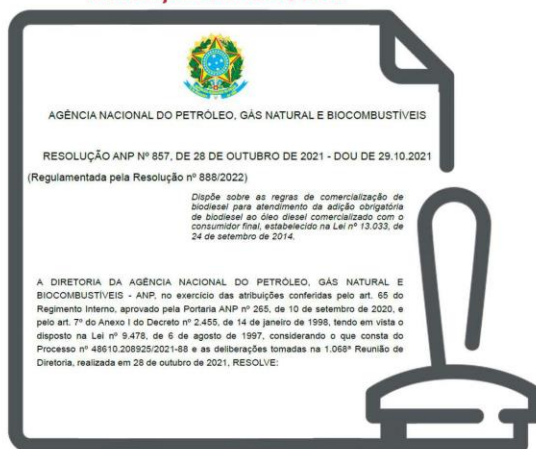 AGÊNCIA NACIONAL DO PETRÓLEO, GÁS NATURAL E BIOCOMBUSTÍVEIS
RESOLUÇÃO ANP Nº 857, DE 28 DE OUTUBRO DE 2021 - DOU DE 29.10.2021
(Regulamentada pela Resolução nº 888/2022)
Dispõe sobre as regras de comercialização de
biodiesel para atendimento da adição obrigatória
de biodiesel ao óleo diesel comercializado com o
consumidor final, estabelecido na Lei nº 13.033, de
24 de setembro de 2014.
A DIRETORIA DA AGÊNCIA NACIONAL DO PETRÓLEO, GÁS NATURAL E
BIOCOMBUSTÍVEIS - ANP, no exercício das atribuições conferidas pelo art. 65 do
Regimento Interno, aprovado pela Portaria ANP nº 265, de 10 de setembro de 2020, e
pelo art. 7º do Anexo I do Decreto nº 2.455, de 14 de janeiro de 1998, tendo em vista o
disposto na Lei nº 9.478, de 6 de agosto de 1997, considerando o que consta do
Processo nº 48610.208925/2021-88 e as deliberações tomadas na 1.068ª Reunião de
Diretoria, realizada em 28 de outubro de 2021, RESOLVE: